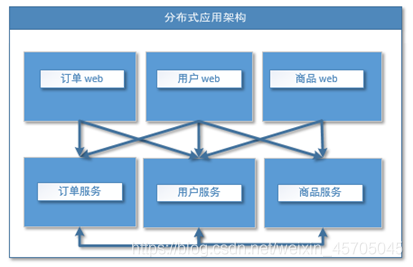 分布式应用架构
订单 web
用户 web
商品 web
订单服务
用户服务
商品服务
https://blog.csdn.net/weixin_45705045